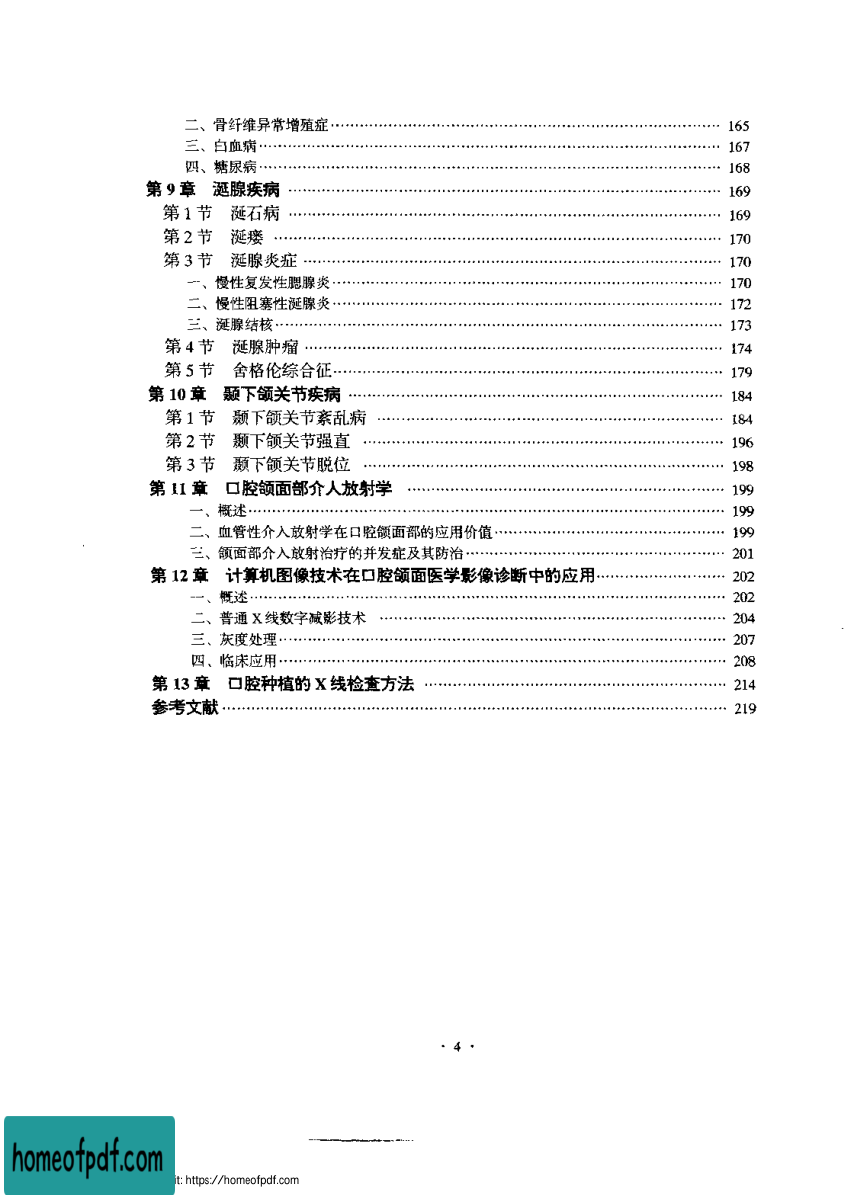 二、骨纤维异常增殖症 165
三、白血病 167
四、糖尿病 168
第 9 章 涎腺疾病 169
第 1 节 涎石病 169
第 2 节 涎瘘 170
第 3 节 涎腺炎症 170
一、慢性复发性腮腺炎 170
二、慢性阻塞性涎腺炎 172
三、涎腺结核 173
第 4 节 涎腺肿瘤 174
第 5 节 舍格伦综合征 179
第 10 章 颞下颌关节疾病 184
第 1 节 颞下颌关节紊乱病 184
第 2 节 颞下颌关节强直 196
第 3 节 颞下颌关节脱位 198
第 11 章 口腔颌面部介入放射学 199
一、概述 199
二、血管性介入放射学在口腔颌面部的应用价值 199
三、颌面部介入放射治疗的并发症及其防治 201
第 12 章 计算机图像技术在口腔颌面医学影像诊断中的应用 202
一、概述 202
二、普通 X 线数字减影技术 204
三、灰度处理 207
四、临床应用 208
第 13 章 口腔种植的 X 线检查方法 214
参考文献 219
· 4 ·
homeofpdf.com
it: https://homeofpdf.com